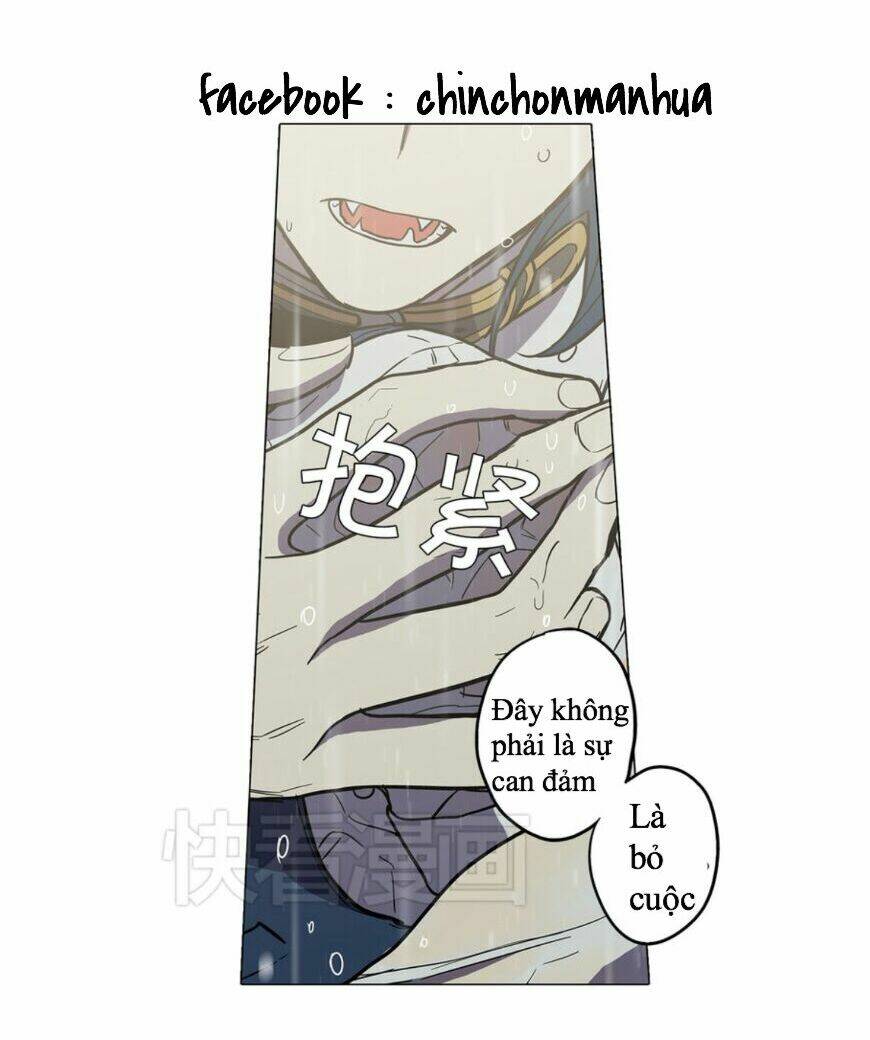 facebook : chinchonmanhua
抱紧
Đây không
phải là sự
can đảm
Là
bỏ
cuộc
快看漫画